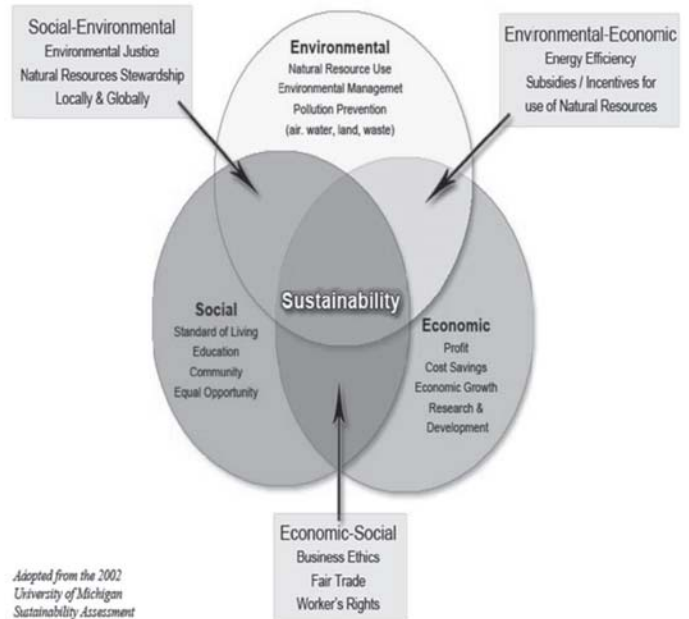 Social-Environmental
Environmental Justice
Natural Resources Stewardship
Locally & Globally
Environmental
Natural Resource Use
Environmental Managemet
Pollution Prevention
(air. water, land, waste)
Environmental-Economic
Energy Efficiency
Subsidies / Incentives for
use of Natural Resources
Sustainability
Social
Standard of Living
Education
Community
Equal Opportunity
Economic
Profit
Cost Savings
Economic Growth
Research &
Development
Economic-Social
Business Ethics
Fair Trade
Worker's Rights
Adopted from the 2002
University of Michigan
Sustainability Assessment